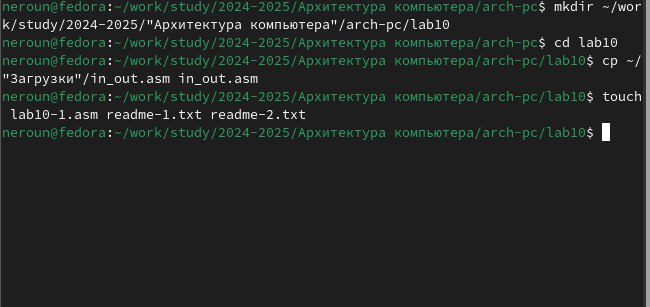 neroun@fedora:~/work/study/2024-2025/Архитектура компьютера/arch-pc$ mkdir ~/wor
k/study/2024-2025/"Архитектура компьютера"/arch-pc/lab10
neroun@fedora:~/work/study/2024-2025/Архитектура компьютера/arch-pc$ cd lab10
neroun@fedora:~/work/study/2024-2025/Архитектура компьютера/arch-pc/lab10$ cp ~/
"Загрузки"/in_out.asm in_out.asm
neroun@fedora:~/work/study/2024-2025/Архитектура компьютера/arch-pc/lab10$ touch
 lab10-1.asm readme-1.txt readme-2.txt
neroun@fedora:~/work/study/2024-2025/Архитектура компьютера/arch-pc/lab10$